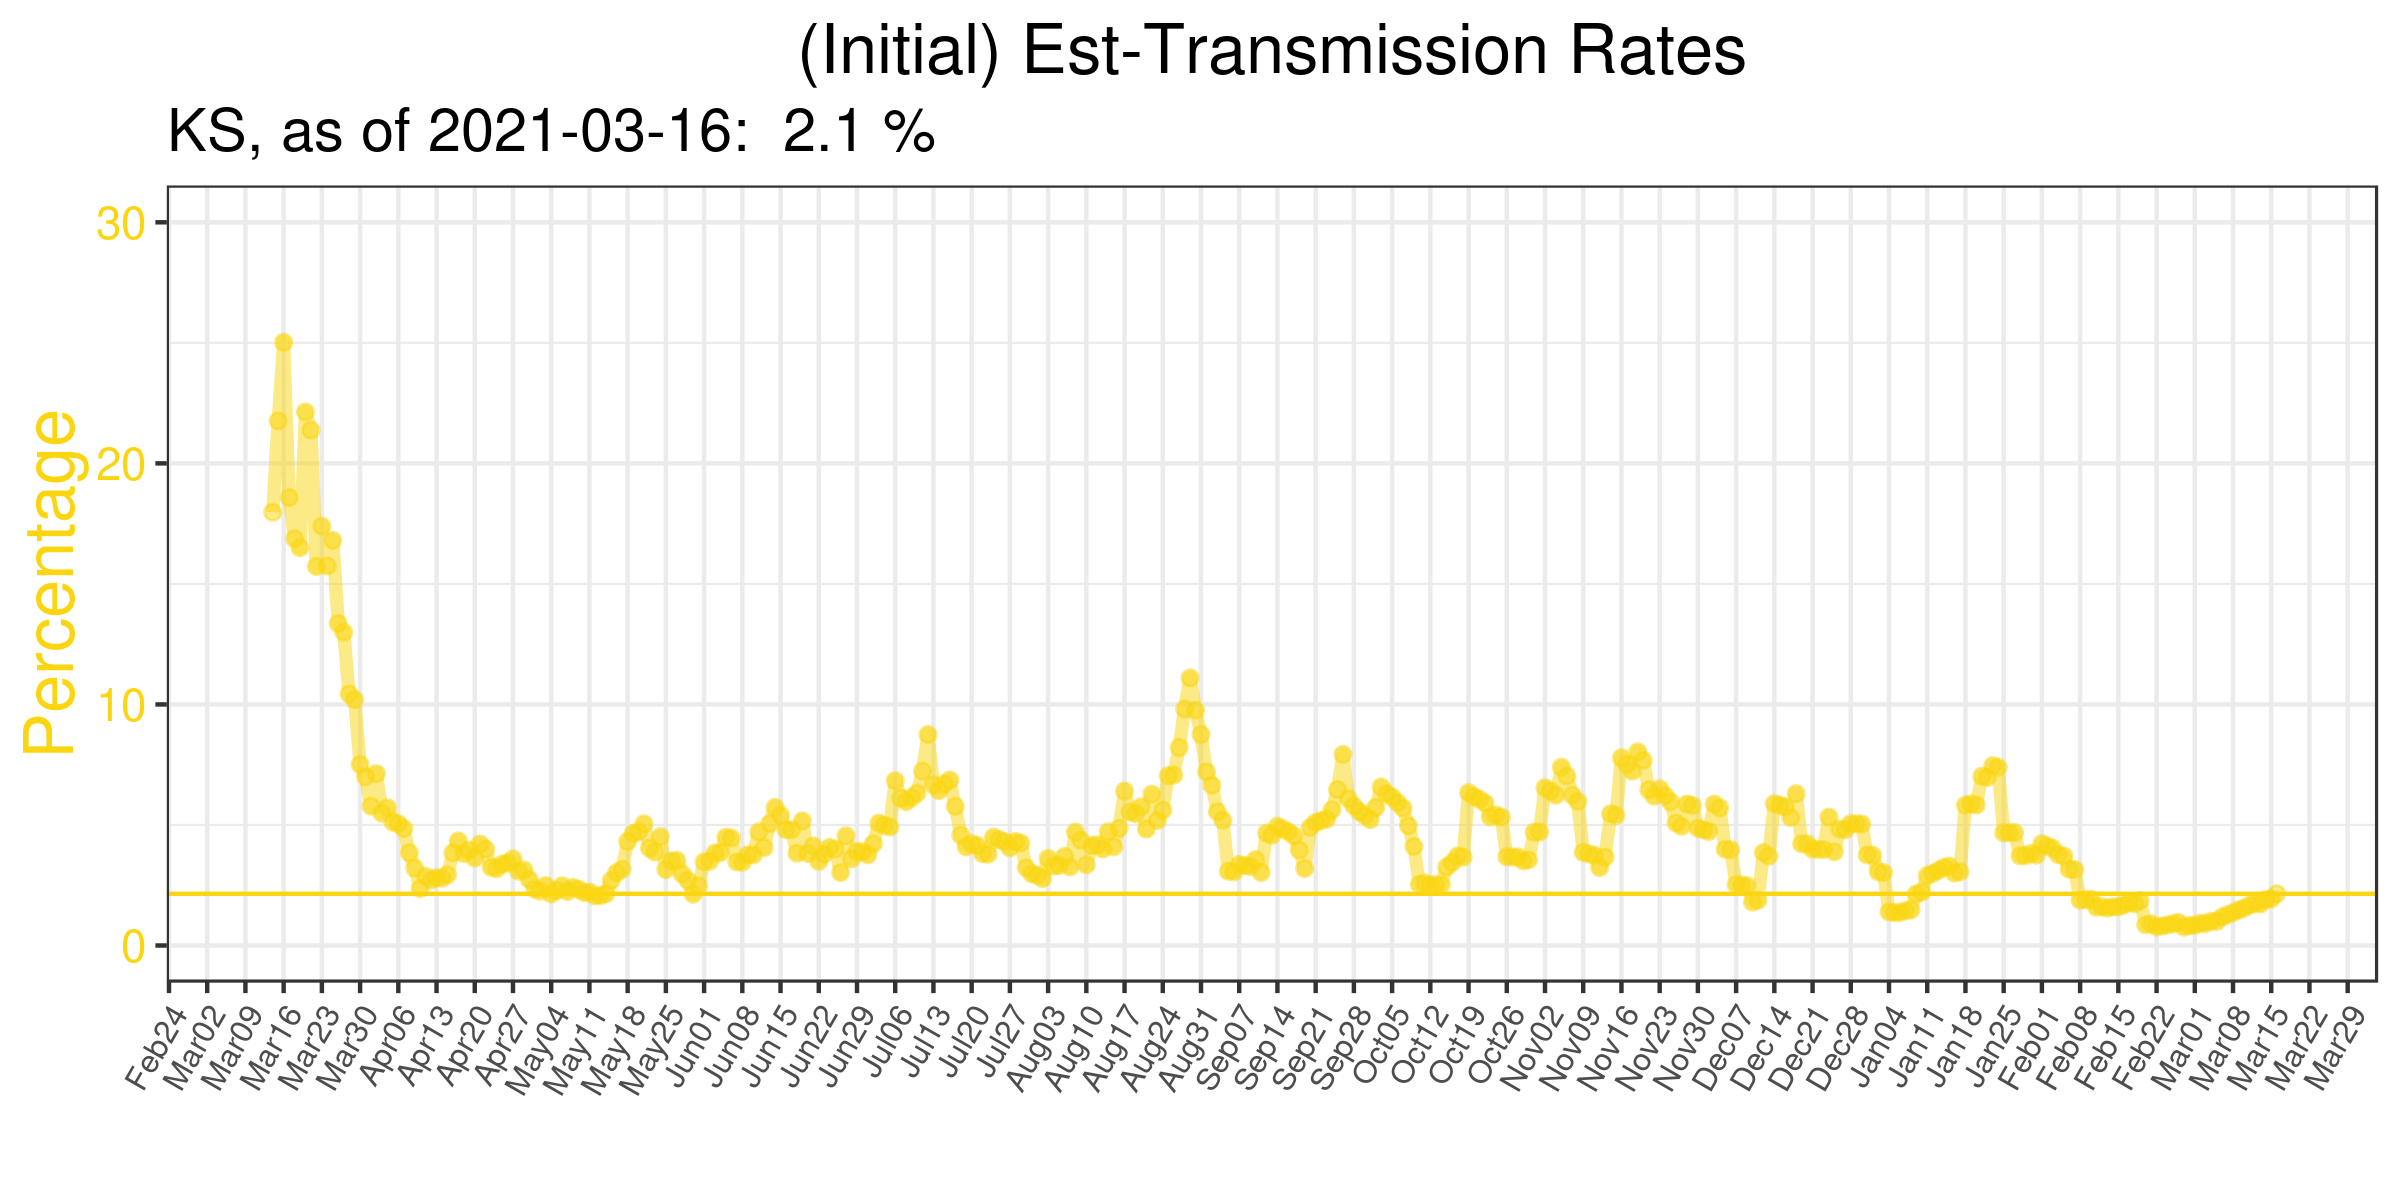 (Initial) Est-Transmission Rates
KS, as of 2021-03-16:  2.1 %
Percentage
30
20
10
0
Feb24
Mar02
Mar09
Mar16
Mar23
Mar30
Apr06
Apr13
Apr20
Apr27
May04
May11
May18
May25
Jun01
Jun08
Jun15
Jun22
Jun29
Jul06
Jul13
Jul20
Jul27
Aug03
Aug10
Aug17
Aug24
Aug31
Sep07
Sep14
Sep21
Sep28
Oct05
Oct12
Oct19
Oct26
Nov02
Nov09
Nov16
Nov23
Nov30
Dec07
Dec14
Dec21
Dec28
Jan04
Jan11
Jan18
Jan25
Feb01
Feb08
Feb15
Feb22
Mar01
Mar08
Mar15
Mar22
Mar29